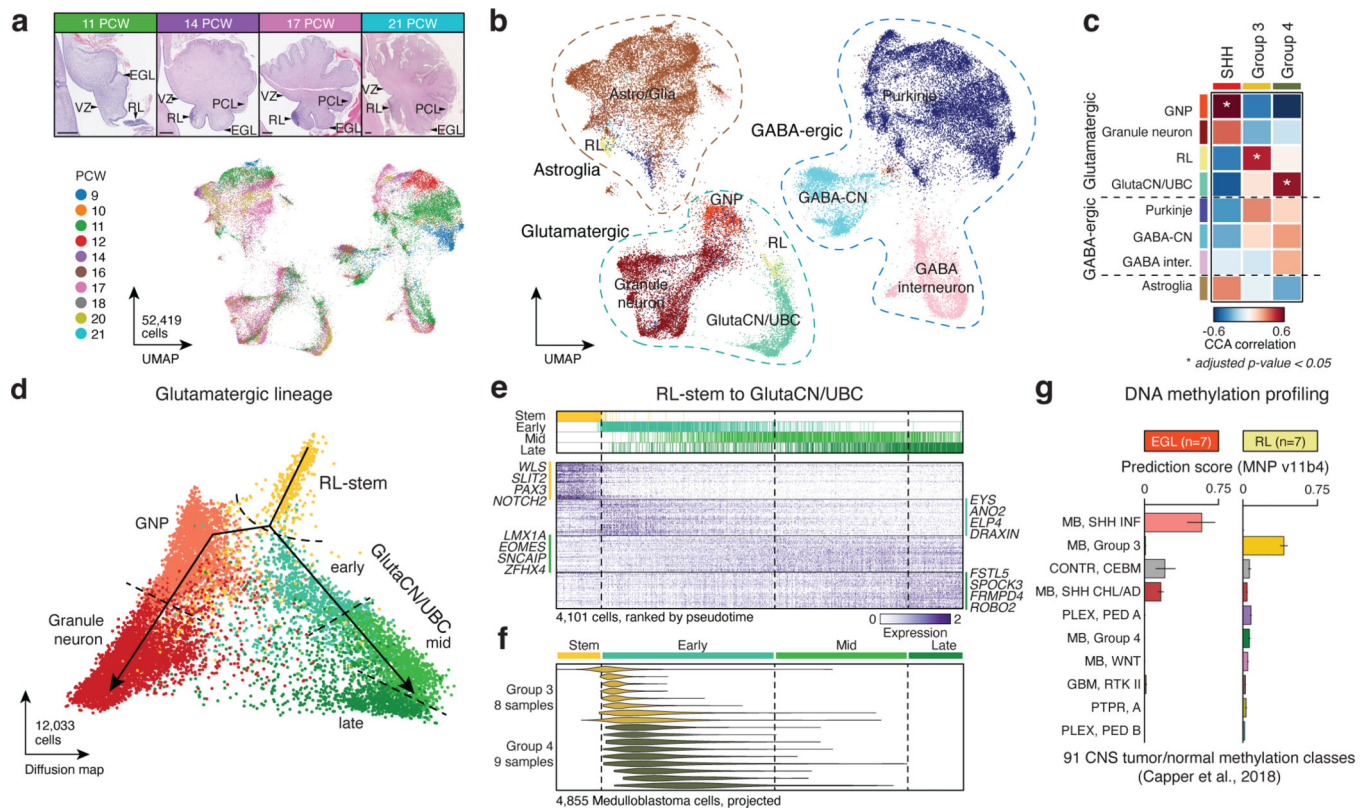 a
11 PCW
14 PCW
17 PCW
21 PCW
EGL
VZ
RL
VZ
PCL
RL
EGL
VZ
PCL
RL
EGL
VZ
RL
PCL
EGL
PCW
9
10
11
12
14
16
17
18
20
21
52,419
cells
UMAP
b
Astro/Glia
RL
Astroglia
GABA-ergic
Purkinje
GABA-CN
GNP
Glutamatergic
RL
Granule
neuron
GABA
interneuron
GlutaCN/UBC
UMAP
c
SHH
Group 3
Group 4
Glutamatergic
GABA-ergic
GNP
*
Granule neuron
RL
*
GlutaCN/UBC
*
Purkinje
GABA-CN
GABA inter.
Astroglia
-0.6 0.6
CCA correlation
* adjusted p-value < 0.05
d
Glutamatergic lineage
RL-stem
GNP
early
GlutaCN/UBC
Granule
neuron
mid
late
12,033
cells
Diffusion map
e
RL-stem to GlutaCN/UBC
Stem
Early
Mid
Late
WLS
SLIT2
PAX3
NOTCH2
EYS
ANO2
ELP4
DRAXIN
LMX1A
EOMES
SNCAIP
ZFHX4
FSTL5
SPOCK3
FRMPD4
ROBO2
4,101 cells, ranked by pseudotime
0 2
Expression
f
Stem Early Mid Late
Group 3
8 samples
Group 4
9 samples
4,855 Medulloblastoma cells, projected
g
DNA methylation profiling
EGL (n=7)
RL (n=7)
Prediction score (MNP v11b4)
0 0.75 0 0.75
MB, SHH INF
MB, Group 3
CONTR, CEBM
MB, SHH CHL/AD
PLEX, PED A
MB, Group 4
MB, WNT
GBM, RTK II
PTPR, A
PLEX, PED B
91 CNS tumor/normal methylation classes
(Capper et al., 2018)